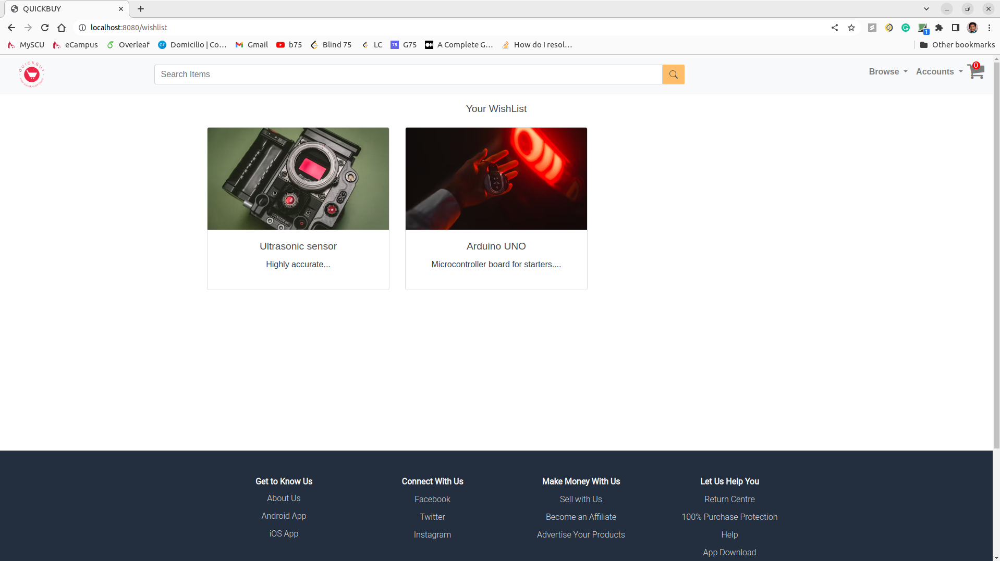 QUICKBUY
localhost:8080/wishlist
1
MySCU
eCampus
Overleaf
Domicilio | Co...
Gmail
b75
Blind 75
LC
75
G75
A Complete G...
How do I resol...
Other bookmarks
QUICKBUY
Search Items
Browse
Accounts
0
Your WishList
DRAGON 6K
Ultrasonic sensor
Highly accurate...
Arduino UNO
Microcontroller board for starters....
Get to Know Us
About Us
Android App
iOS App
Connect With Us
Facebook
Twitter
Instagram
Make Money With Us
Sell with Us
Become an Affiliate
Advertise Your Products
Let Us Help You
Return Centre
100% Purchase Protection
Help
App Download